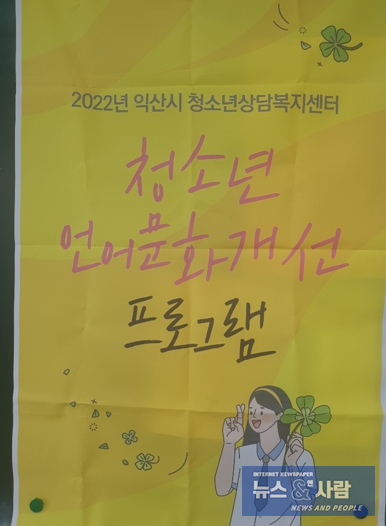 2022년 익산시 청소년상담복지센터
청소년
언어문화개선
프로그램
INTERNET NEWSPAPER
뉴스 & 앤 사람
NEWS AND PEOPLE